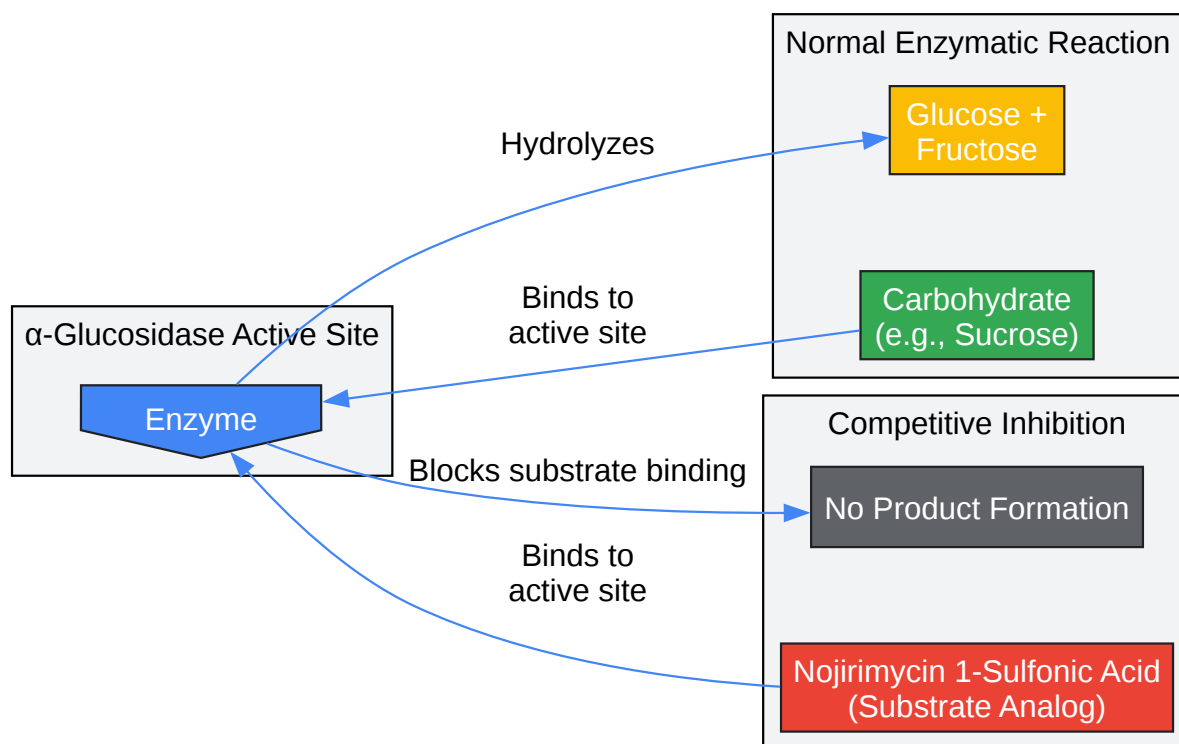 Normal Enzymatic Reaction
Glucose +
Fructose
Hydrolyzes
Carbohydrate
(e.g., Sucrose)
Binds to
active site
α-Glucosidase Active Site
Enzyme
Competitive Inhibition
Blocks substrate binding
No Product Formation
Binds to
active site
Nojirimycin 1-Sulfonic Acid
(Substrate Analog)